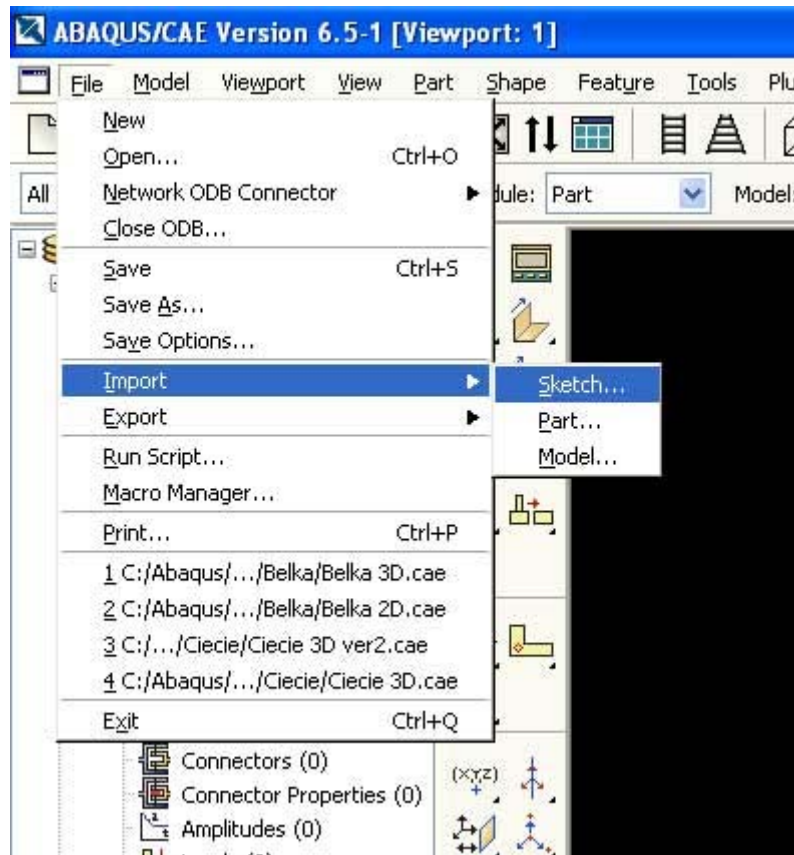 ABAQUS/CAE Version 6.5-1 [Viewport: 1]
File Model Viewport View Part Shape Feature Tools
New
Open... Ctrl+O
Network ODB Connector
Close ODB...
Save Ctrl+S
Save As...
Save Options...
Import
Export
Run Script...
Macro Manager...
Print... Ctrl+P
1 C:/Abaqus/.../Belka/Belka 3D.cae
2 C:/Abaqus/.../Belka/Belka 2D.cae
3 C:/.../Ciecie/Ciecie 3D ver2.cae
4 C:/Abaqus/.../Ciecie/Ciecie 3D.cae
Exit Ctrl+Q
All
Part
Model:
Sketch...
Part...
Model...
Connectors (0)
Connector Properties (0)
Amplitudes (0)
(XYZ)